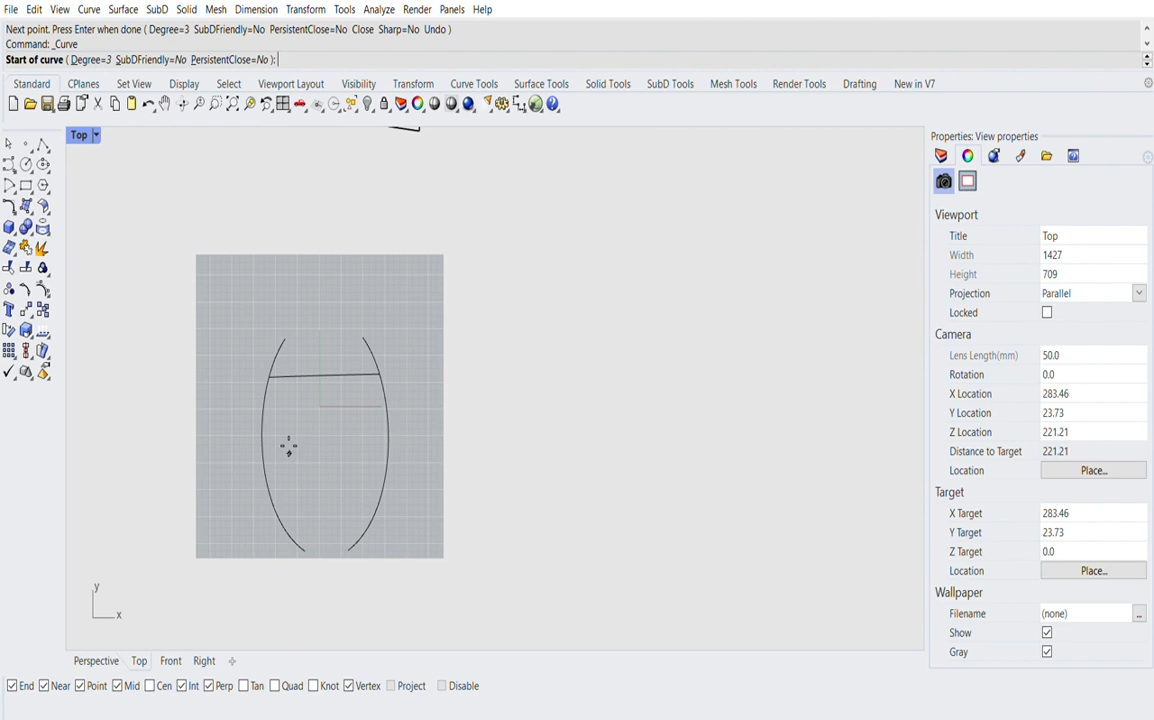 File Edit View Curve Surface SubD Solid Mesh Dimension Transform Tools Analyze Render Panels Help
Next point. Press Enter when done ( Degree=3 SubDFriendly=No PersistentClose=No Close Sharp=No Undo )
Command: _Curve
Start of curve ( Degree=3 SubDFriendly=No PersistentClose=No ):
Standard CPlanes Set View Display Select Viewport Layout Visibility Transform Curve Tools Surface Tools Solid Tools SubD Tools Mesh Tools Render Tools Drafting New in V7
Top
Properties: View properties
Viewport
Title Top
Width 1427
Height 709
Projection Parallel
Locked
Camera
Lens Length(mm) 50.0
Rotation 0.0
X Location 283.46
Y Location 23.73
Z Location 221.21
Distance to Target 221.21
Location Place...
Target
X Target 283.46
Y Target 23.73
Z Target 0.0
Location Place...
Wallpaper
Filename (none) ...
Show
Gray
y
x
Perspective Top Front Right
End Near Point Mid Cen Int Perp Tan Quad Knot Vertex Project Disable